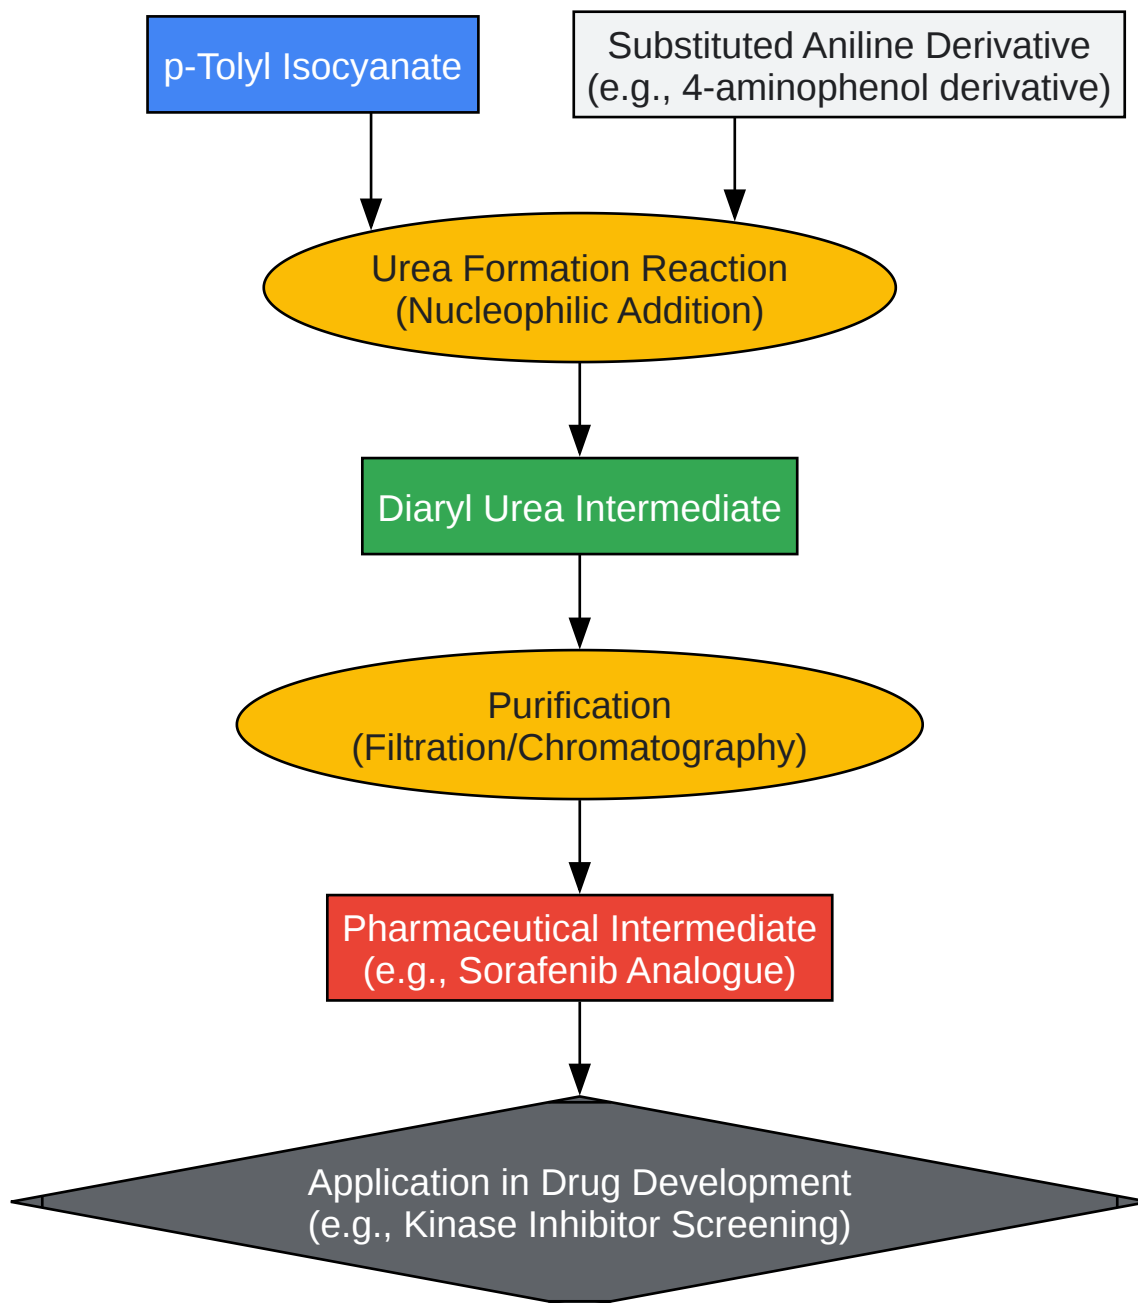 p-Tolyl Isocyanate
Substituted Aniline Derivative
(e.g., 4-aminophenol derivative)
Urea Formation Reaction
(Nucleophilic Addition)
Diaryl Urea Intermediate
Purification
(Filtration/Chromatography)
Pharmaceutical Intermediate
(e.g., Sorafenib Analogue)
Application in Drug Development
(e.g., Kinase Inhibitor Screening)